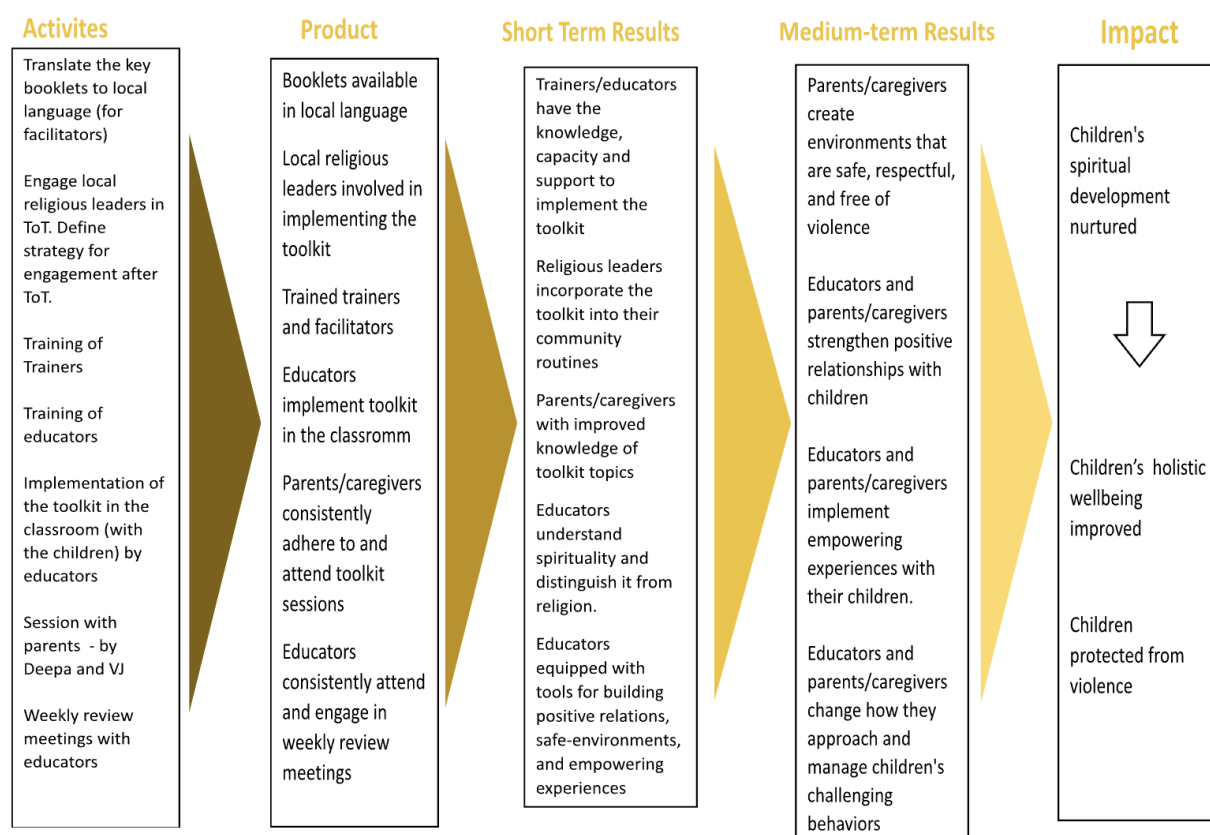 Activites
Translate the key
booklets to local
language (for
facilitators)
Engage local
religious leaders in
ToT. Define
strategy for
engagement after
ToT.
Training of
Trainers
Training of
educators
Implementation of
the toolkit in the
classroom (with
the children) by
educators
Session with
parents - by
Deepa and VJ
Weekly review
meetings with
educators
Product
Booklets available
in local language
Local religious
leaders involved in
implementing the
toolkit
Trained trainers
and facilitators
Educators
implement toolkit
in the classromm
Parents/caregivers
consistently
adhere to and
attend toolkit
sessions
Educators
consistently attend
and engage in
weekly review
meetings
Short Term Results
Trainers/educators
have the
knowledge,
capacity and
support to
implement the
toolkit
Religious leaders
incorporate the
toolkit into their
community
routines
Parents/caregivers
with improved
knowledge of
toolkit topics
Educators
understand
spirituality and
distinguish it from
religion.
Educators
equipped with
tools for building
positive relations,
safe-environments,
and empowering
experiences
Medium-term Results
Parents/caregivers
create
environments that
are safe, respectful,
and free of
violence
Educators and
parents/caregivers
strengthen positive
relationships with
children
Educators and
parents/caregivers
implement
empowering
experiences with
their children.
Educators and
parents/caregivers
change how they
approach and
manage children's
challenging
behaviors
Impact
Children's
spiritual
development
nurtured
Children’s holistic
wellbeing
improved
Children
protected from
violence